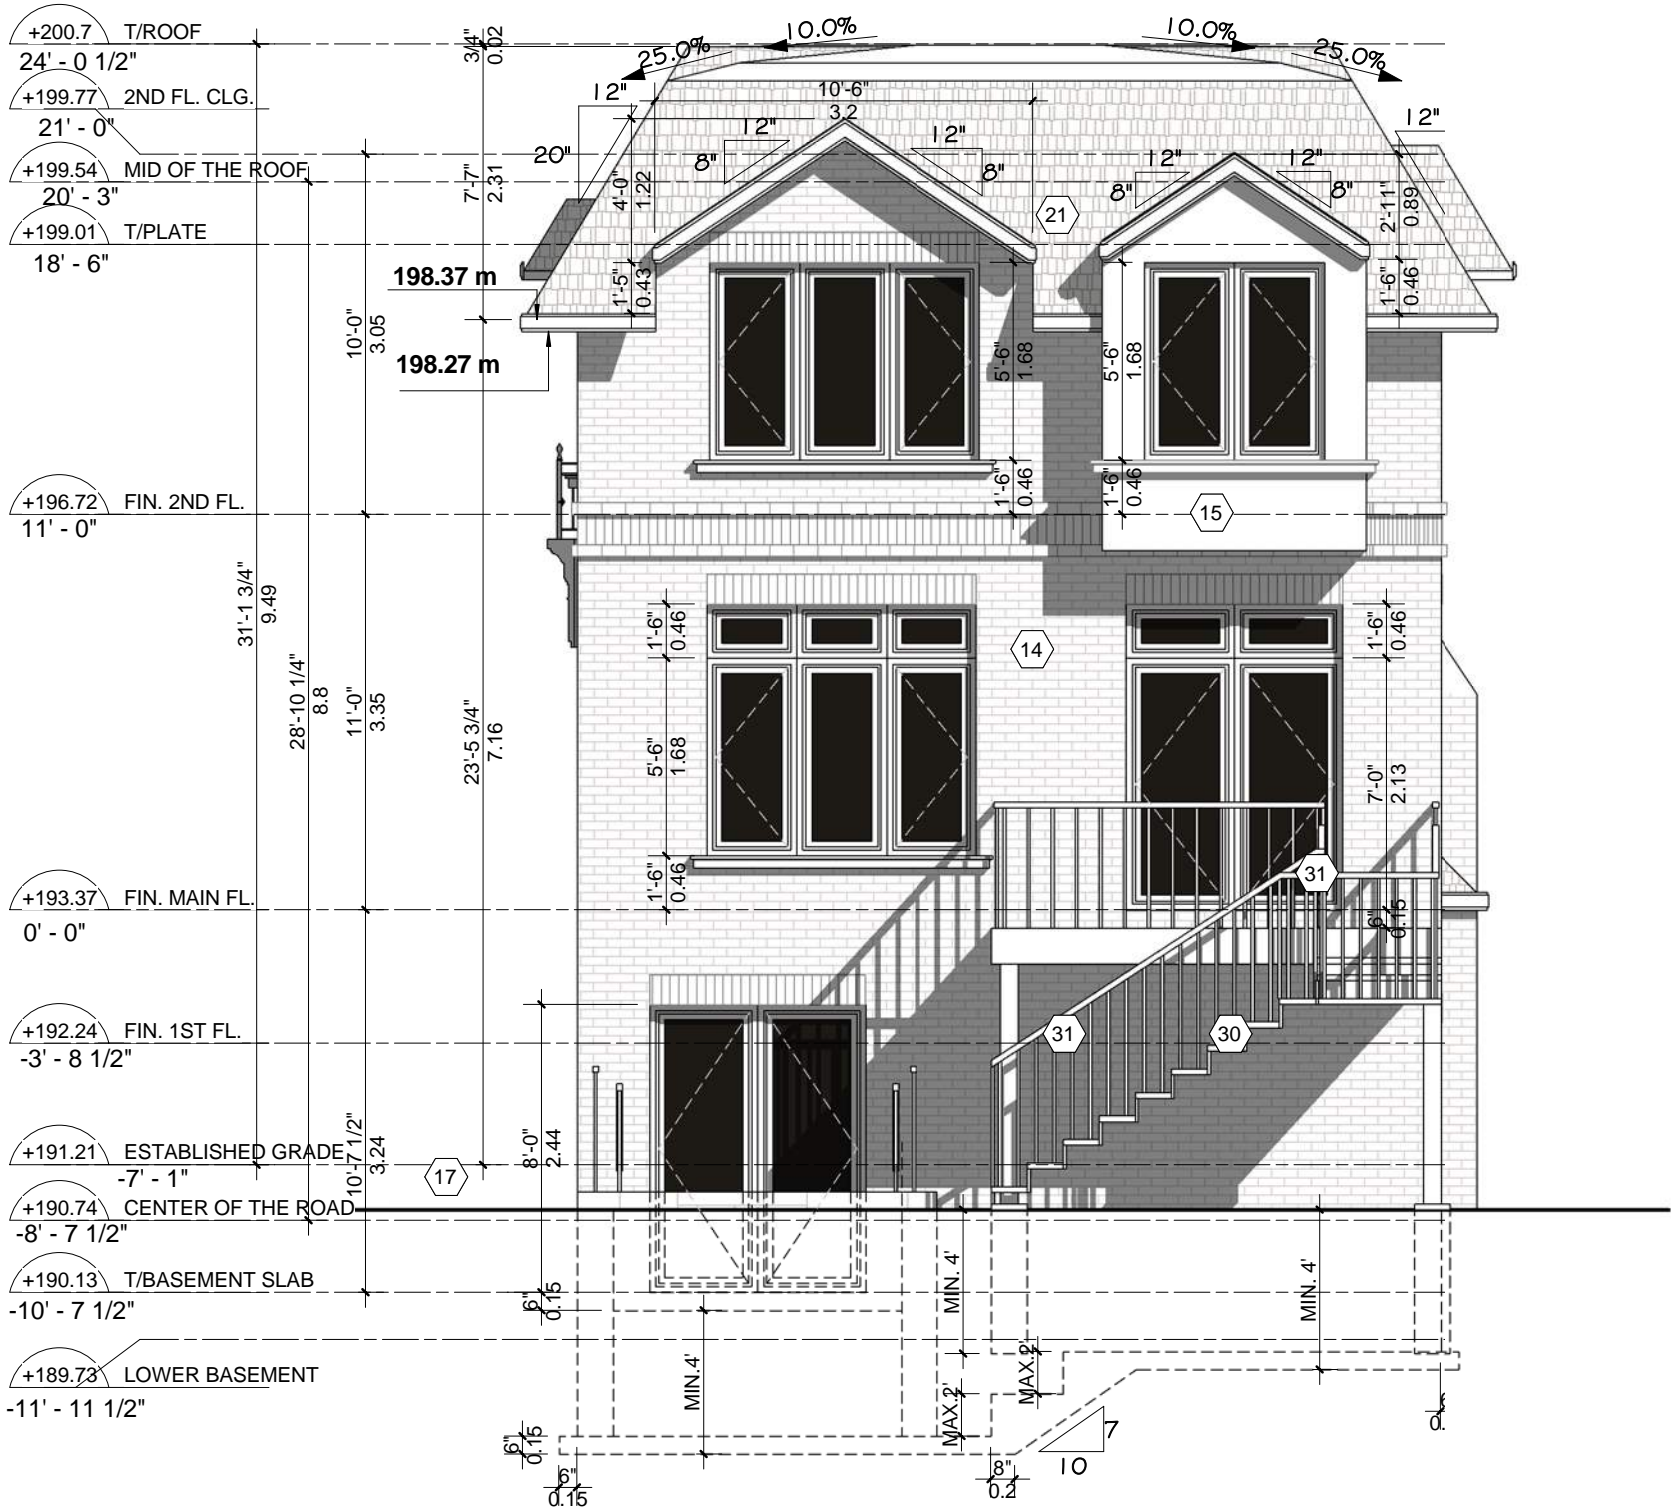 +200.7 T/ROOF
24' - 0 1/2"
+199.77 2ND FL. CLG.
21' - 0"
+199.54 MID OF THE ROOF
20' - 3"
+199.01 T/PLATE
18' - 6"
+196.72 FIN. 2ND FL.
11' - 0"
+193.37 FIN. MAIN FL.
0' - 0"
+192.24 FIN. 1ST FL.
-3' - 8 1/2"
+191.21 ESTABLISHED GRADE
-7' - 1"
+190.74 CENTER OF THE ROAD
-8' - 7 1/2"
+190.13 T/BASEMENT SLAB
-10' - 7 1/2"
+189.73 LOWER BASEMENT
-11' - 11 1/2"
31'-1 3/4"
9.49
28'-10 1/4"
8.8
10'-0"
3.05
11'-0"
3.35
10'-7 1/2"
3.24
3/4"
0.02
7'-7"
2.31
23'-5 3/4"
7.16
198.37 m
198.27 m
25.0%
10.0%
10.0%
25.0%
12"
20"
10'-6"
3.2
12"
8"
12"
8"
12"
8"
12"
8"
12"
4'-0"
1.22
1'-5"
0.43
2'-11"
0.89
1'-6"
0.46
21
5'-6"
1.68
5'-6"
1.68
1'-6"
0.46
1'-6"
0.46
15
1'-6"
0.46
14
1'-6"
0.46
5'-6"
1.68
7'-0"
2.13
1'-6"
0.46
31
6"
0.15
31
30
8'-0"
2.44
17
6"
0.15
MIN. 4'
MIN. 4'
MIN.4'
MAX.2'
MAX.2'
6"
0.15
6"
0.15
8"
0.2
7
10
0.